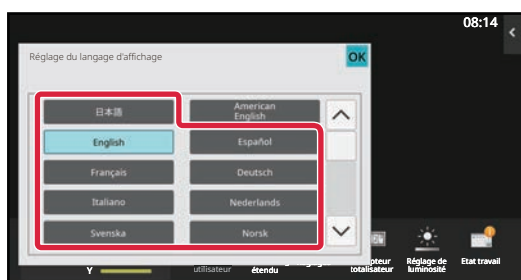 08:14
Réglage du langage d'affichage
OK
日本語
American
English
English
Español
Français
Deutsch
Italiano
Nederlands
Svenska
Norsk
Y
utilisateur
étendu
totalisateur
Réglage de
luminosité
Etat travail